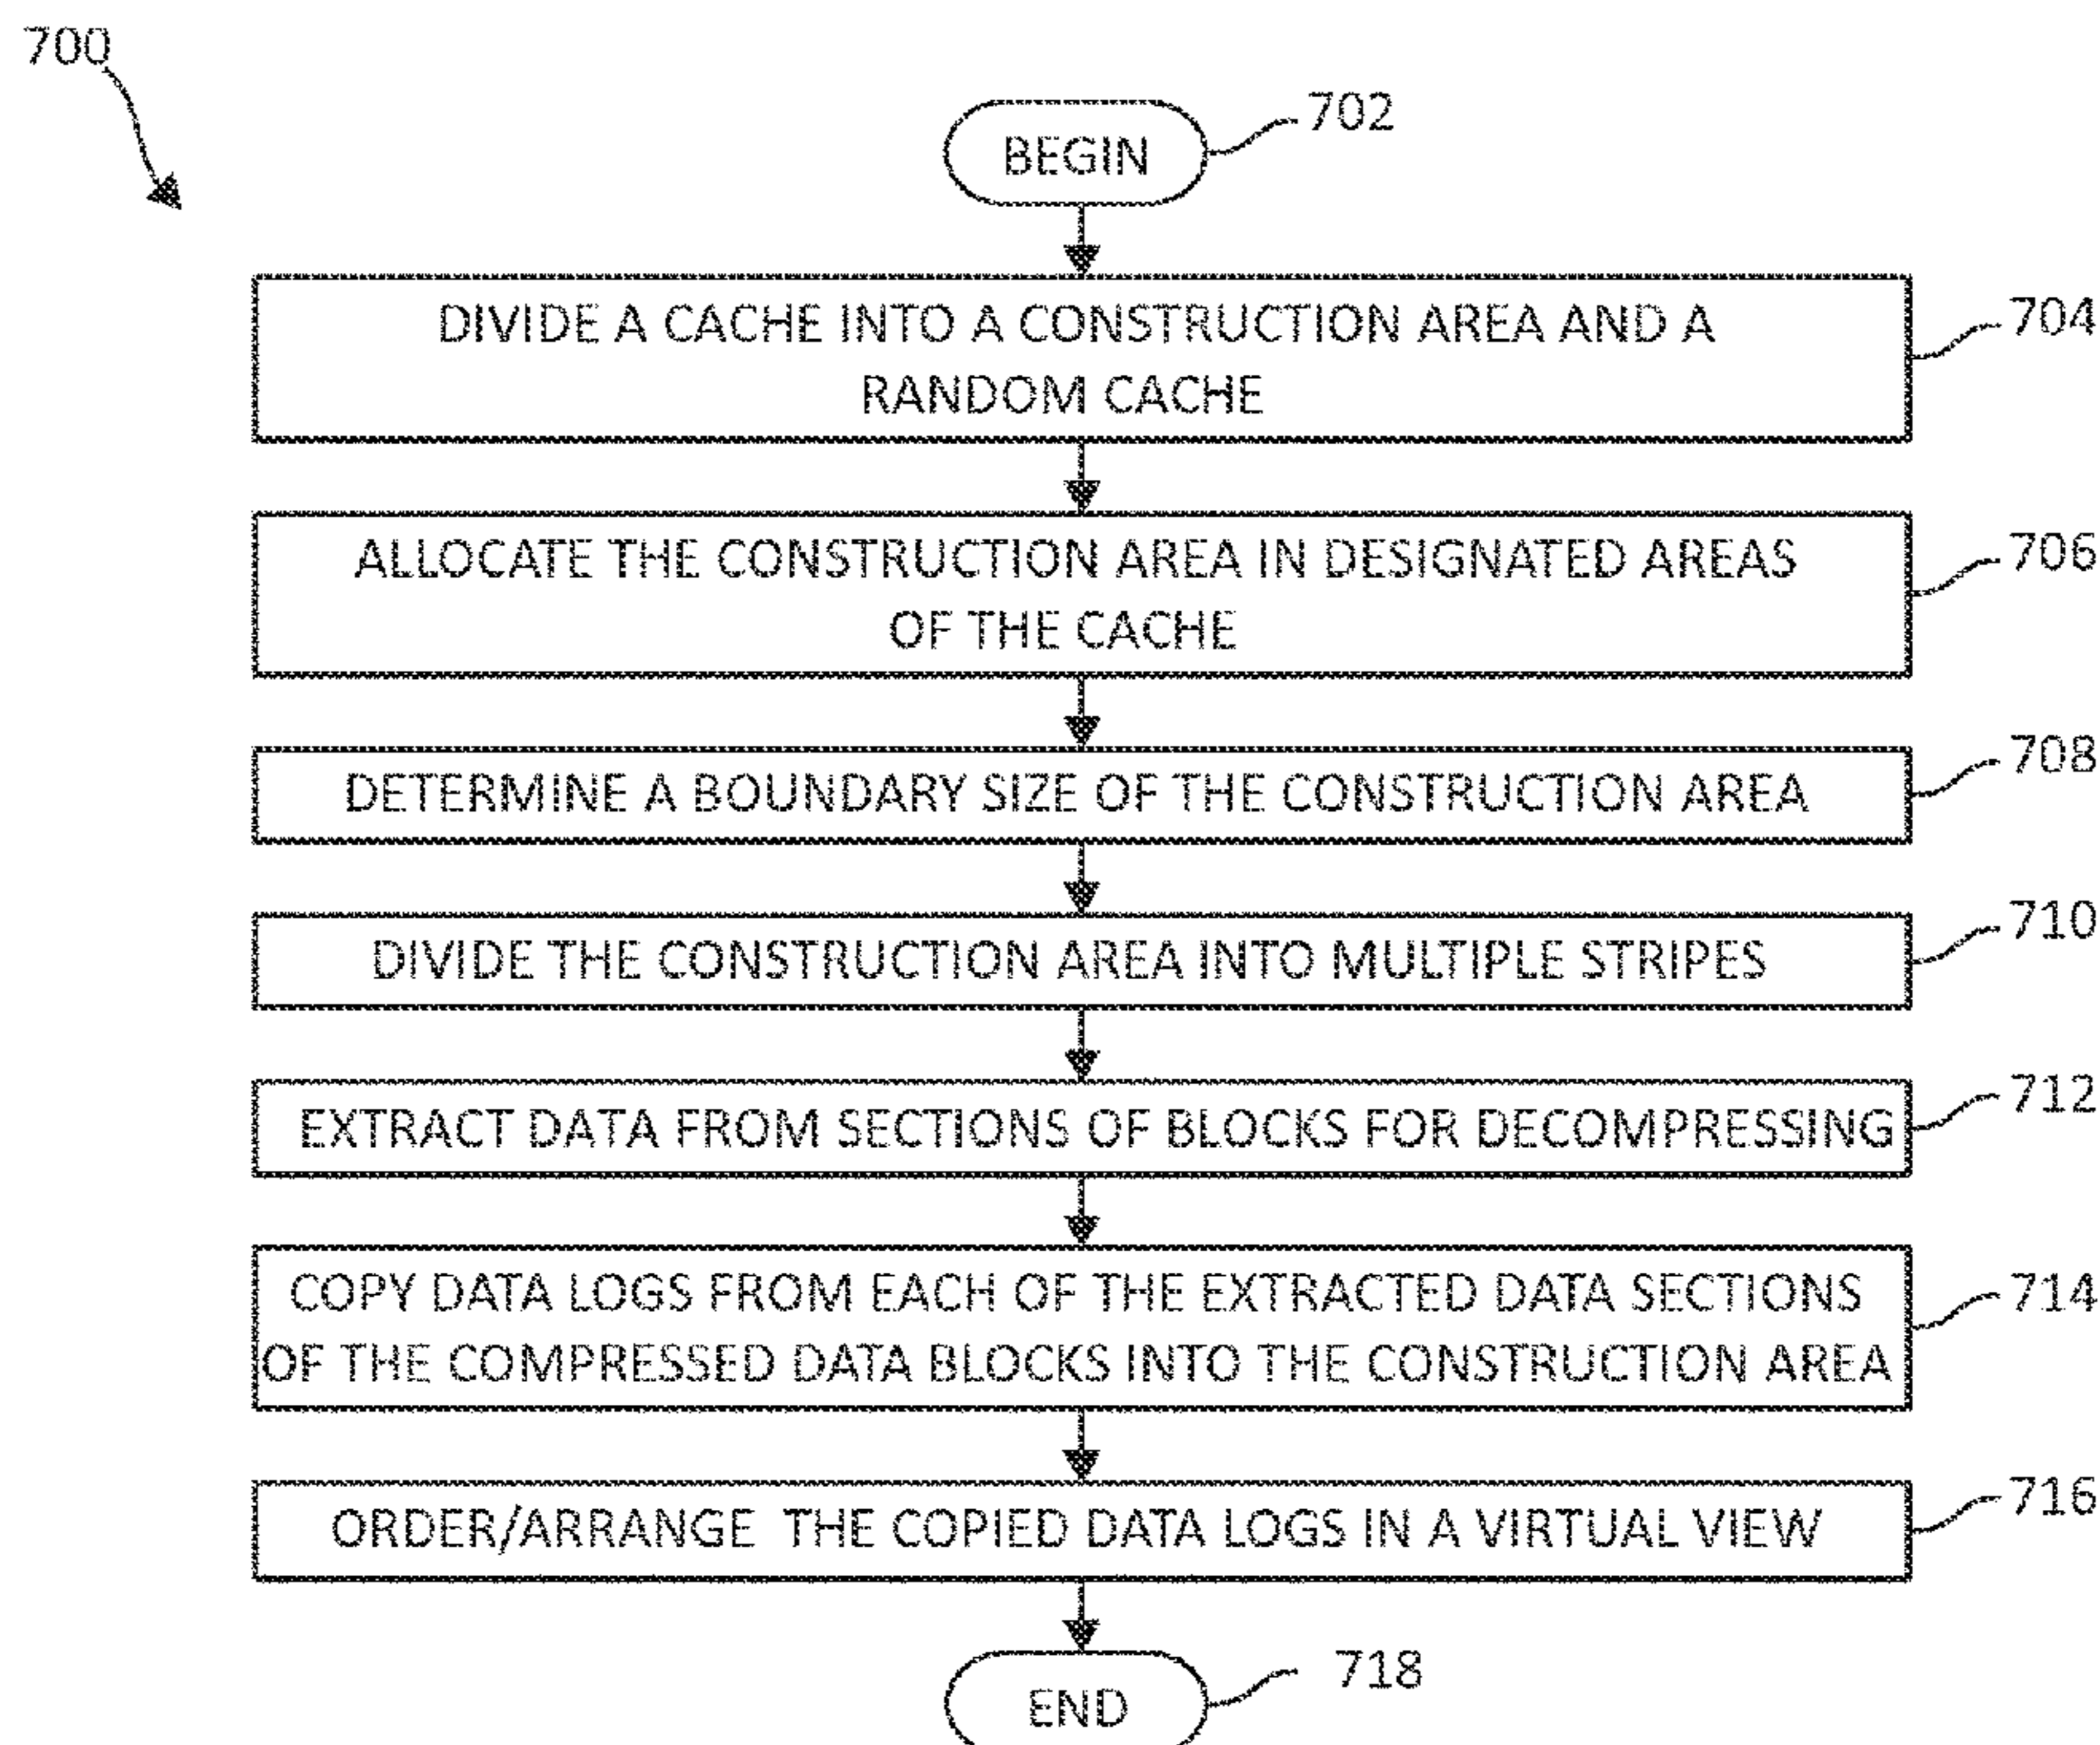 700
BEGIN
702
DIVIDE A CACHE INTO A CONSTRUCTION AREA AND A
RANDOM CACHE
704
ALLOCATE THE CONSTRUCTION AREA IN DESIGNATED AREAS
OF THE CACHE
706
DETERMINE A BOUNDARY SIZE OF THE CONSTRUCTION AREA
708
DIVIDE THE CONSTRUCTION AREA INTO MULTIPLE STRIPES
710
EXTRACT DATA FROM SECTIONS OF BLOCKS FOR DECOMPRESSING
712
COPY DATA LOGS FROM EACH OF THE EXTRACTED DATA SECTIONS
OF THE COMPRESSED DATA BLOCKS INTO THE CONSTRUCTION AREA
714
ORDER/ARRANGE THE COPIED DATA LOGS IN A VIRTUAL VIEW
716
END
718